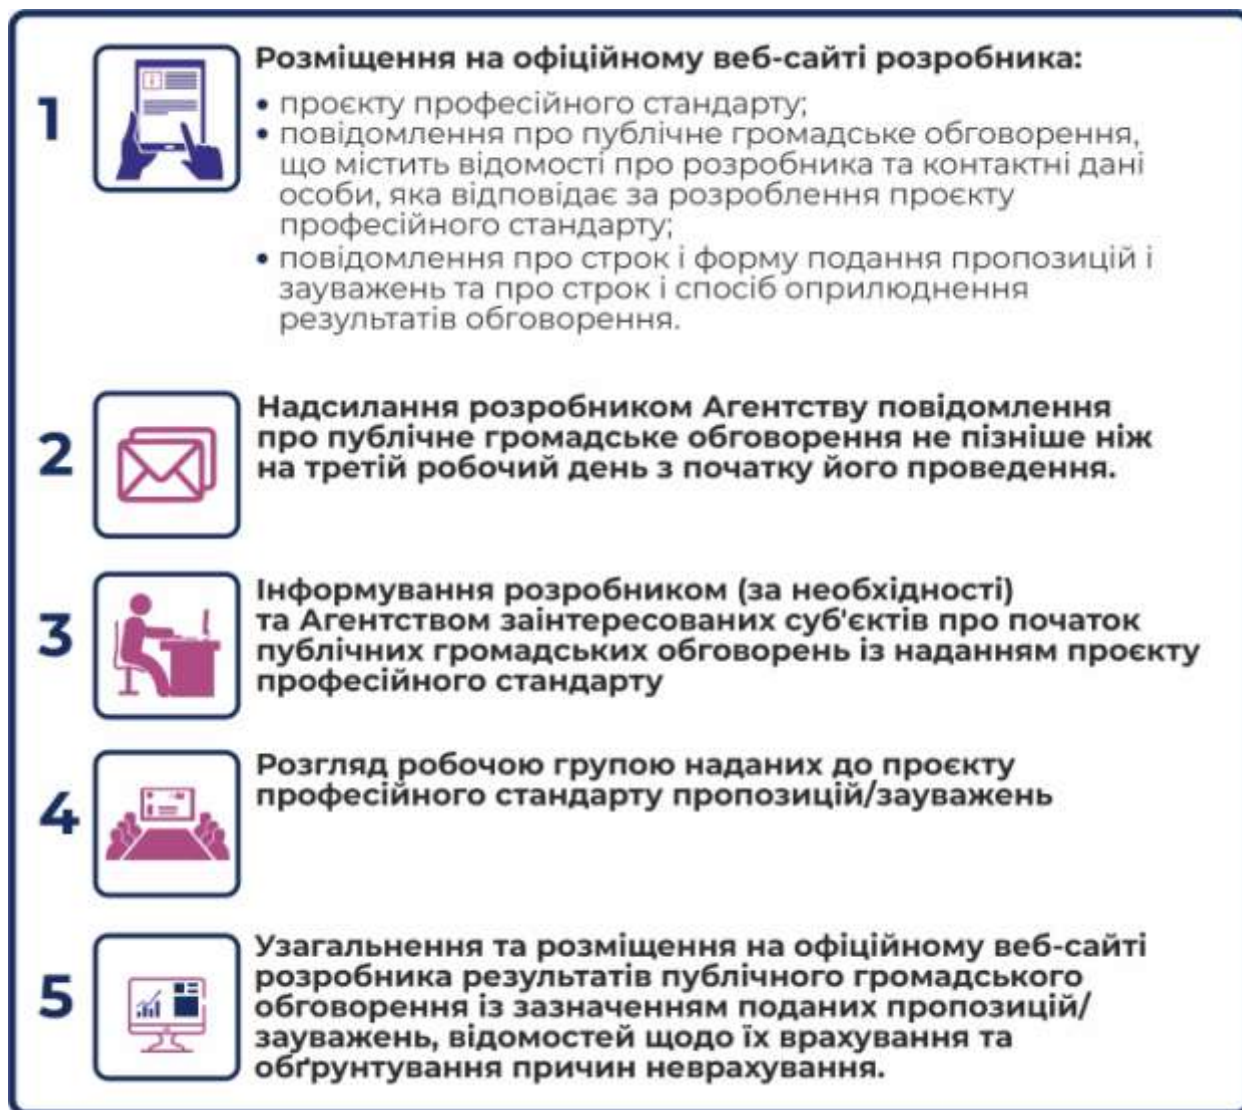 1
Розміщення на офіційному веб-сайті розробника:
• проєкту професійного стандарту;
• повідомлення про публічне громадське обговорення,
що містить відомості про розробника та контактні дані
особи, яка відповідає за розроблення проєкту
професійного стандарту;
• повідомлення про строк і форму подання пропозицій і
зауважень та про строк і спосіб оприлюднення
результатів обговорення.
2
Надсилання розробником Агентству повідомлення
про публічне громадське обговорення не пізніше ніж
на третій робочий день з початку його проведення.
3
Інформування розробником (за необхідності)
та Агентством заінтересованих суб'єктів про початок
публічних громадських обговорень із наданням проєкту
професійного стандарту
4
Розгляд робочою групою наданих до проєкту
професійного стандарту пропозицій/зауважень
5
Узагальнення та розміщення на офіційному веб-сайті
розробника результатів публічного громадського
обговорення із зазначенням поданих пропозицій/
зауважень, відомостей щодо їх врахування та
обґрунтування причин неврахування.